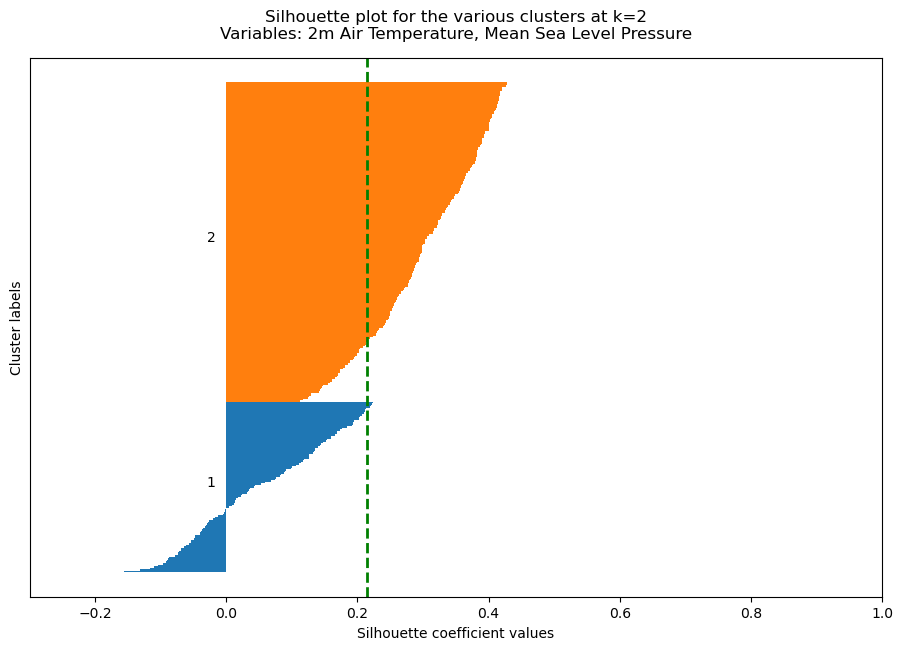 Silhouette plot for the various clusters at k=2
Variables: 2m Air Temperature, Mean Sea Level Pressure
Cluster labels
2
1
−0.2 0.0 0.2 0.4 0.6 0.8 1.0
Silhouette coefficient values